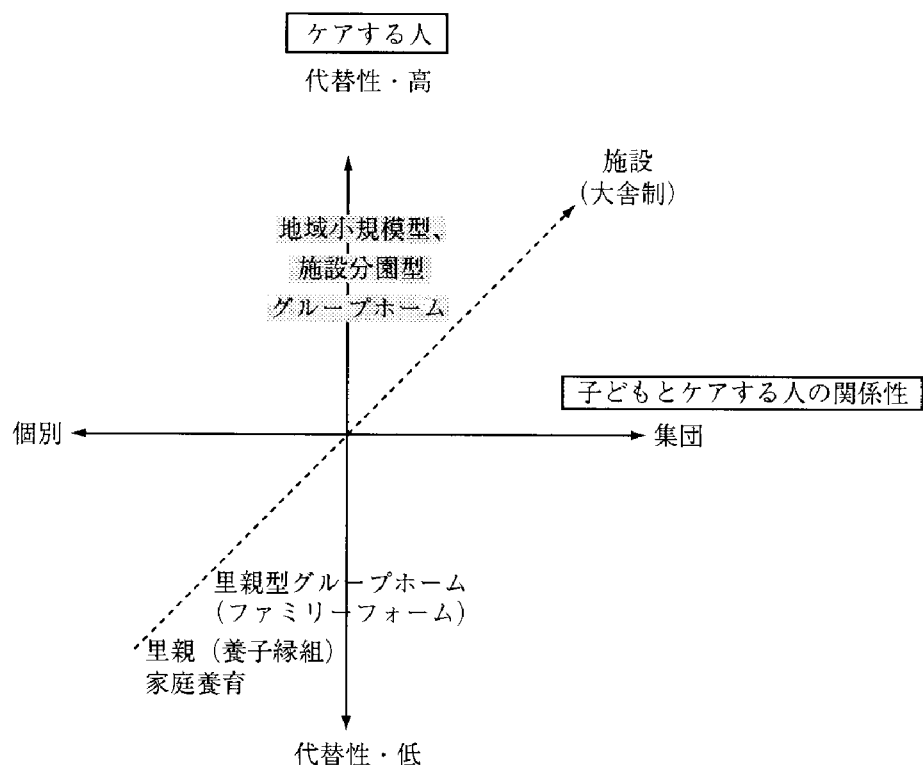 ケアする人
代替性・高
施設
(大舎制)
地域小規模型、
施設分園型
グループホーム
子どもとケアする人の関係性
個別
集団
里親型グループホーム
(ファミリーフォーム)
里親(養子縁組)
家庭養育
代替性・低